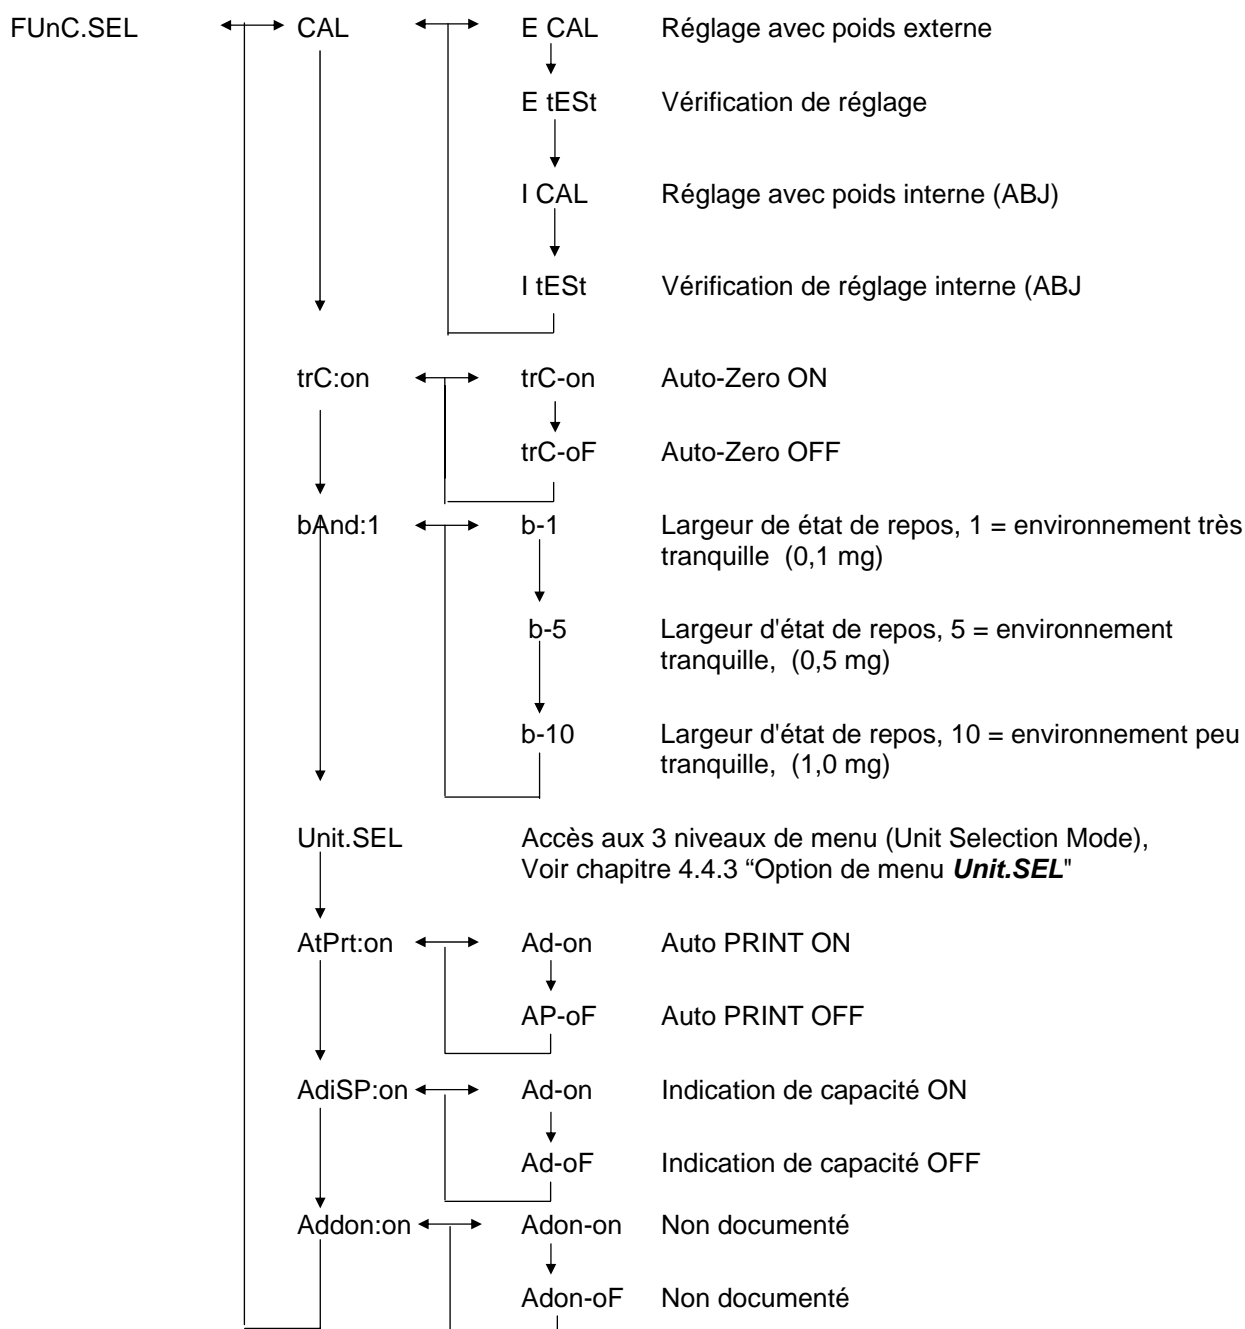 FUnC.SEL CAL E CAL Réglage avec poids externe
E tESt Vérification de réglage
I CAL Réglage avec poids interne (ABJ)
I tESt Vérification de réglage interne (ABJ
trC:on trC-on Auto-Zero ON
trC-oF Auto-Zero OFF
bAnd:1 b-1 Largeur de état de repos, 1 = environnement très
tranquille (0,1 mg)
b-5 Largeur d'état de repos, 5 = environnement
tranquille, (0,5 mg)
b-10 Largeur d'état de repos, 10 = environnement peu
tranquille, (1,0 mg)
Unit.SEL Accès aux 3 niveaux de menu (Unit Selection Mode),
Voir chapitre 4.4.3 “Option de menu Unit.SEL"
AtPrt:on Ad-on Auto PRINT ON
AP-oF Auto PRINT OFF
AdiSP:on Ad-on Indication de capacité ON
Ad-oF Indication de capacité OFF
Addon:on Adon-on Non documenté
Adon-oF Non documenté